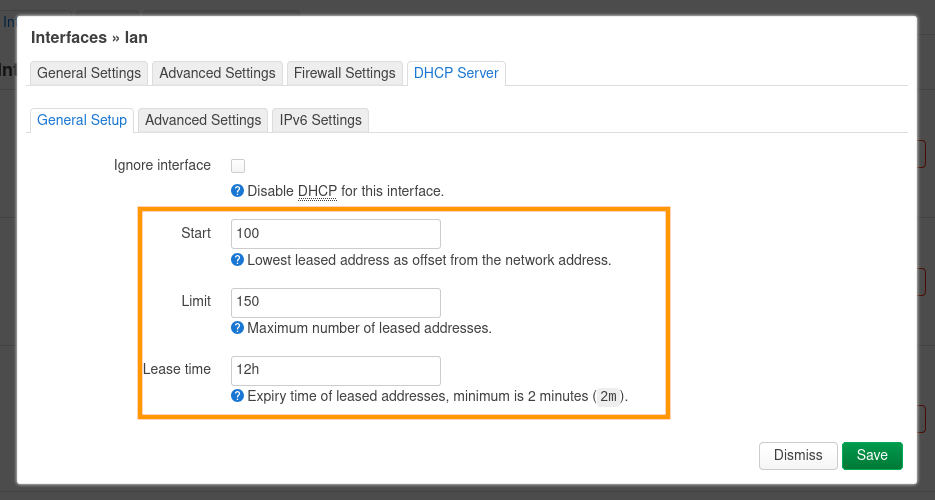 In
Int
Interfaces » lan
General Settings Advanced Settings Firewall Settings DHCP Server
General Setup Advanced Settings IPv6 Settings
Ignore interface
? Disable DHCP for this interface.
Start 100
? Lowest leased address as offset from the network address.
Limit 150
? Maximum number of leased addresses.
Lease time 12h
? Expiry time of leased addresses, minimum is 2 minutes (2m).
Dismiss Save